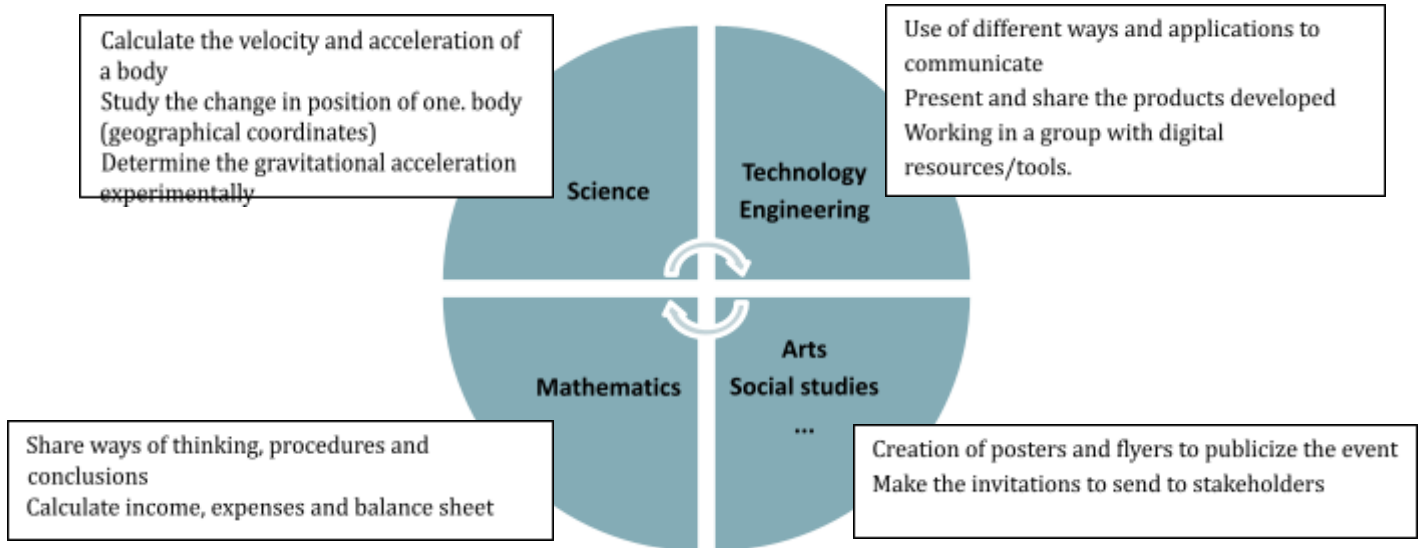 Calculate the velocity and acceleration of
a body
Study the change in position of one. body
(geographical coordinates)
Determine the gravitational acceleration
experimentally
Science
Use of different ways and applications to
communicate
Present and share the products developed
Working in a group with digital
resources/tools.
Technology
Engineering
Mathematics
Share ways of thinking, procedures and
conclusions
Calculate income, expenses and balance sheet
Arts
Social studies
...
Creation of posters and flyers to publicize the event
Make the invitations to send to stakeholders